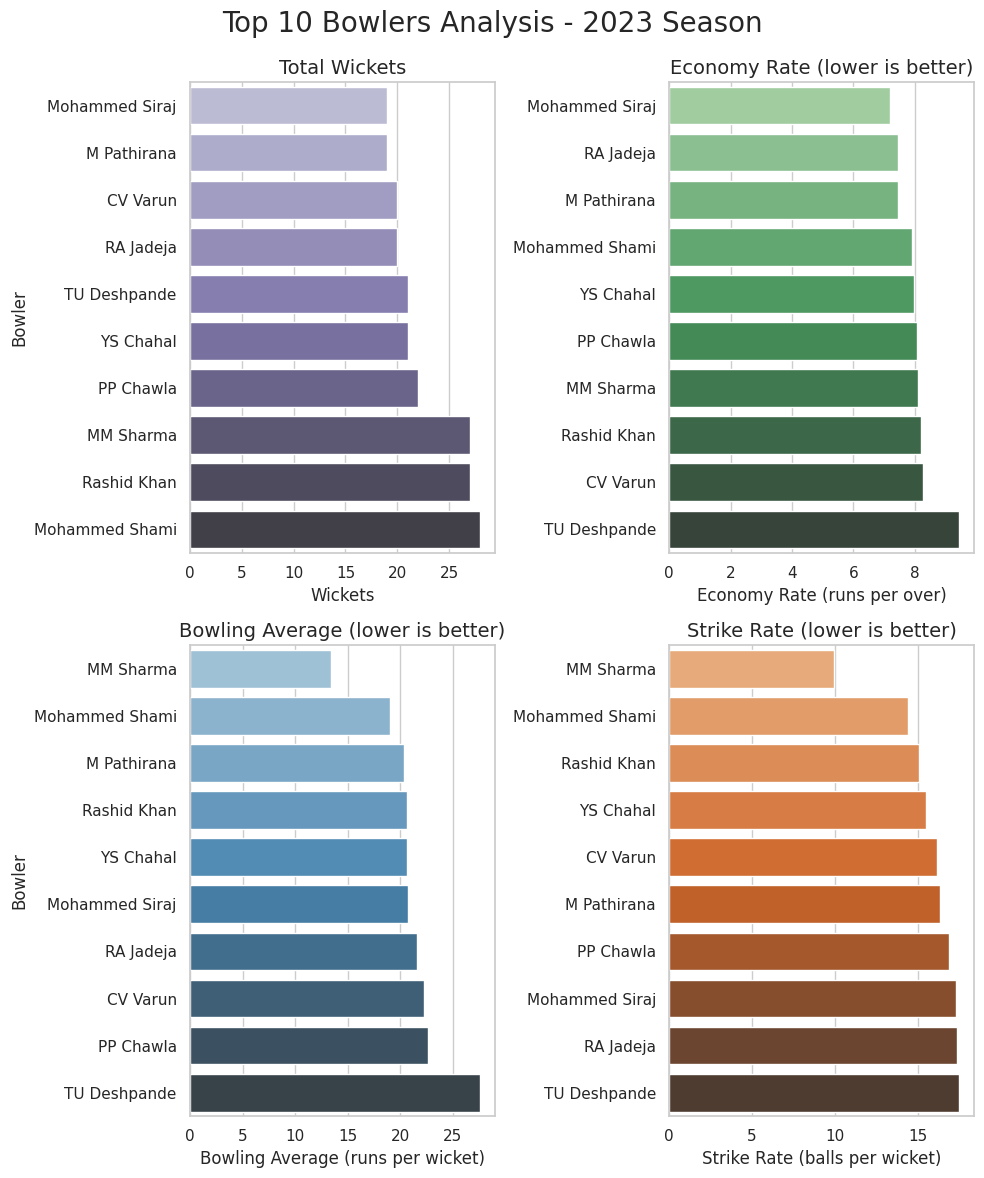 Top 10 Bowlers Analysis - 2023 Season
Total Wickets
Bowler
Mohammed Siraj
M Pathirana
CV Varun
RA Jadeja
TU Deshpande
YS Chahal
PP Chawla
MM Sharma
Rashid Khan
Mohammed Shami
0 5 10 15 20 25
Wickets
Economy Rate (lower is better)
Mohammed Siraj
RA Jadeja
M Pathirana
Mohammed Shami
YS Chahal
PP Chawla
MM Sharma
Rashid Khan
CV Varun
TU Deshpande
0 2 4 6 8
Economy Rate (runs per over)
Bowling Average (lower is better)
Bowler
MM Sharma
Mohammed Shami
M Pathirana
Rashid Khan
YS Chahal
Mohammed Siraj
RA Jadeja
CV Varun
PP Chawla
TU Deshpande
0 5 10 15 20 25
Bowling Average (runs per wicket)
Strike Rate (lower is better)
MM Sharma
Mohammed Shami
Rashid Khan
YS Chahal
CV Varun
M Pathirana
PP Chawla
Mohammed Siraj
RA Jadeja
TU Deshpande
0 5 10 15
Strike Rate (balls per wicket)